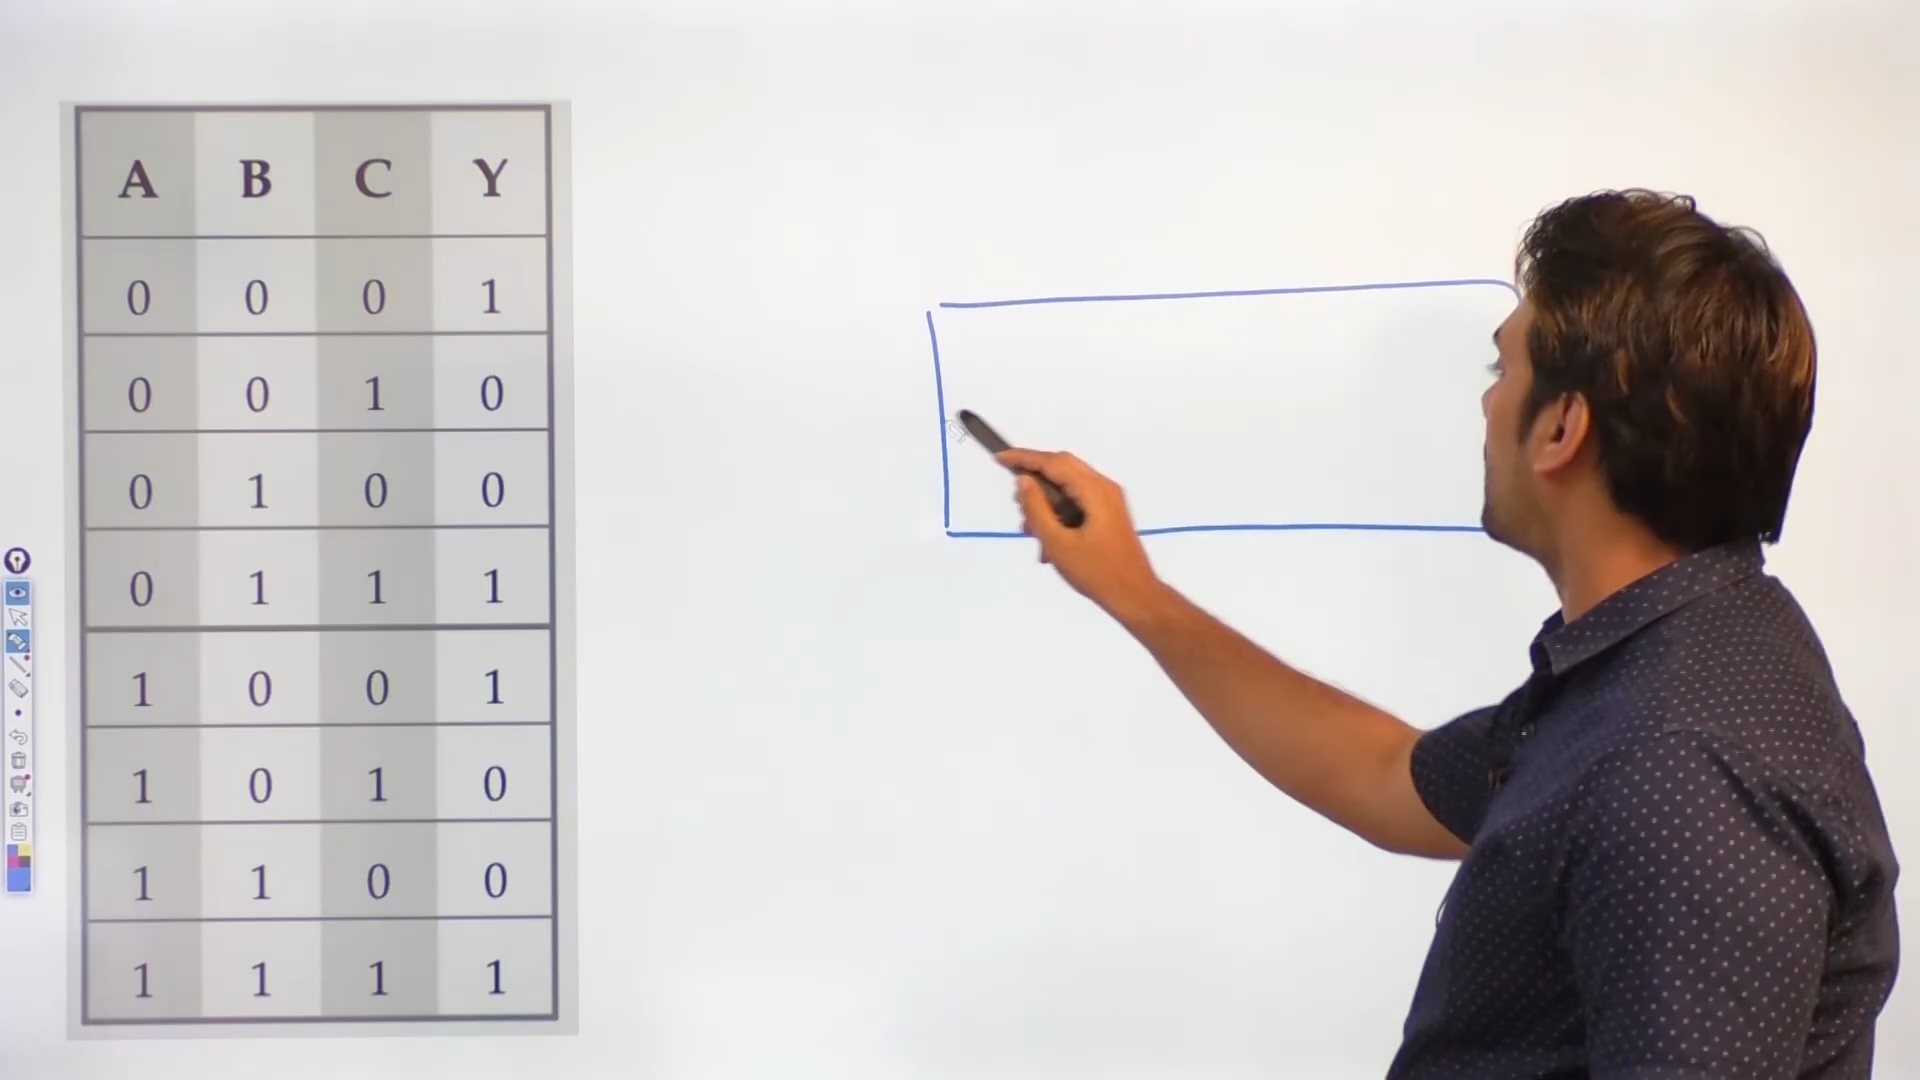 A B C Y
0 0 0 1
0 0 1 0
0 1 0 0
0 1 1 1
1 0 0 1
1 0 1 0
1 1 0 0
1 1 1 1